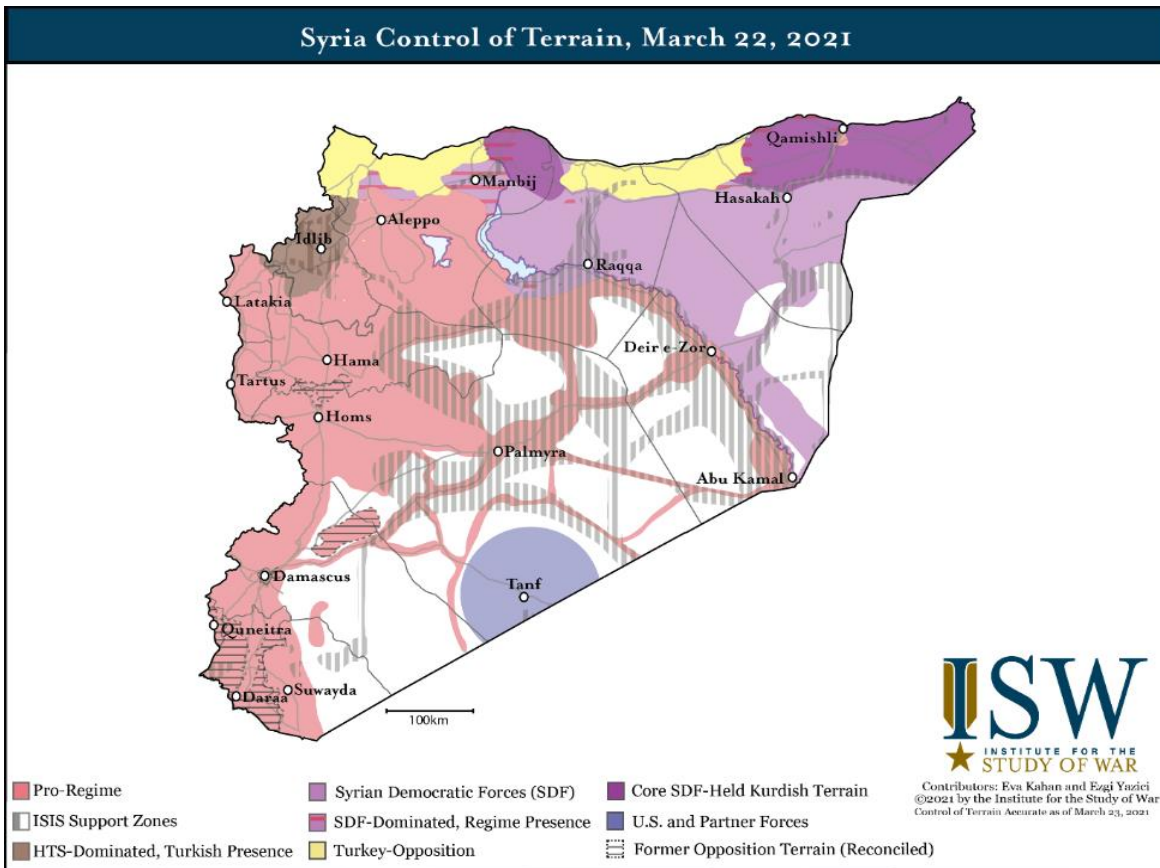 Syria Control of Terrain, March 22, 2021
Qamishli
Manbij
Hasakah
Aleppo
Idlib
Raqqa
Latakia
Deir e-Zor
Hama
Tartus
Homs
Palmyra
Abu Kamal
Damascus
Tanf
Quneitra
Suwayda
Daraa
100km
ISW
INSTITUTE FOR THE
STUDY OF WAR
Contributors: Eva Kahan and Ezgi Yazici
©2021 by the Institute for the Study of War
Control of Terrain Accurate as of March 23, 2021
Pro-Regime
Syrian Democratic Forces (SDF)
Core SDF-Held Kurdish Terrain
ISIS Support Zones
SDF-Dominated, Regime Presence
U.S. and Partner Forces
HTS-Dominated, Turkish Presence
Turkey-Opposition
Former Opposition Terrain (Reconciled)